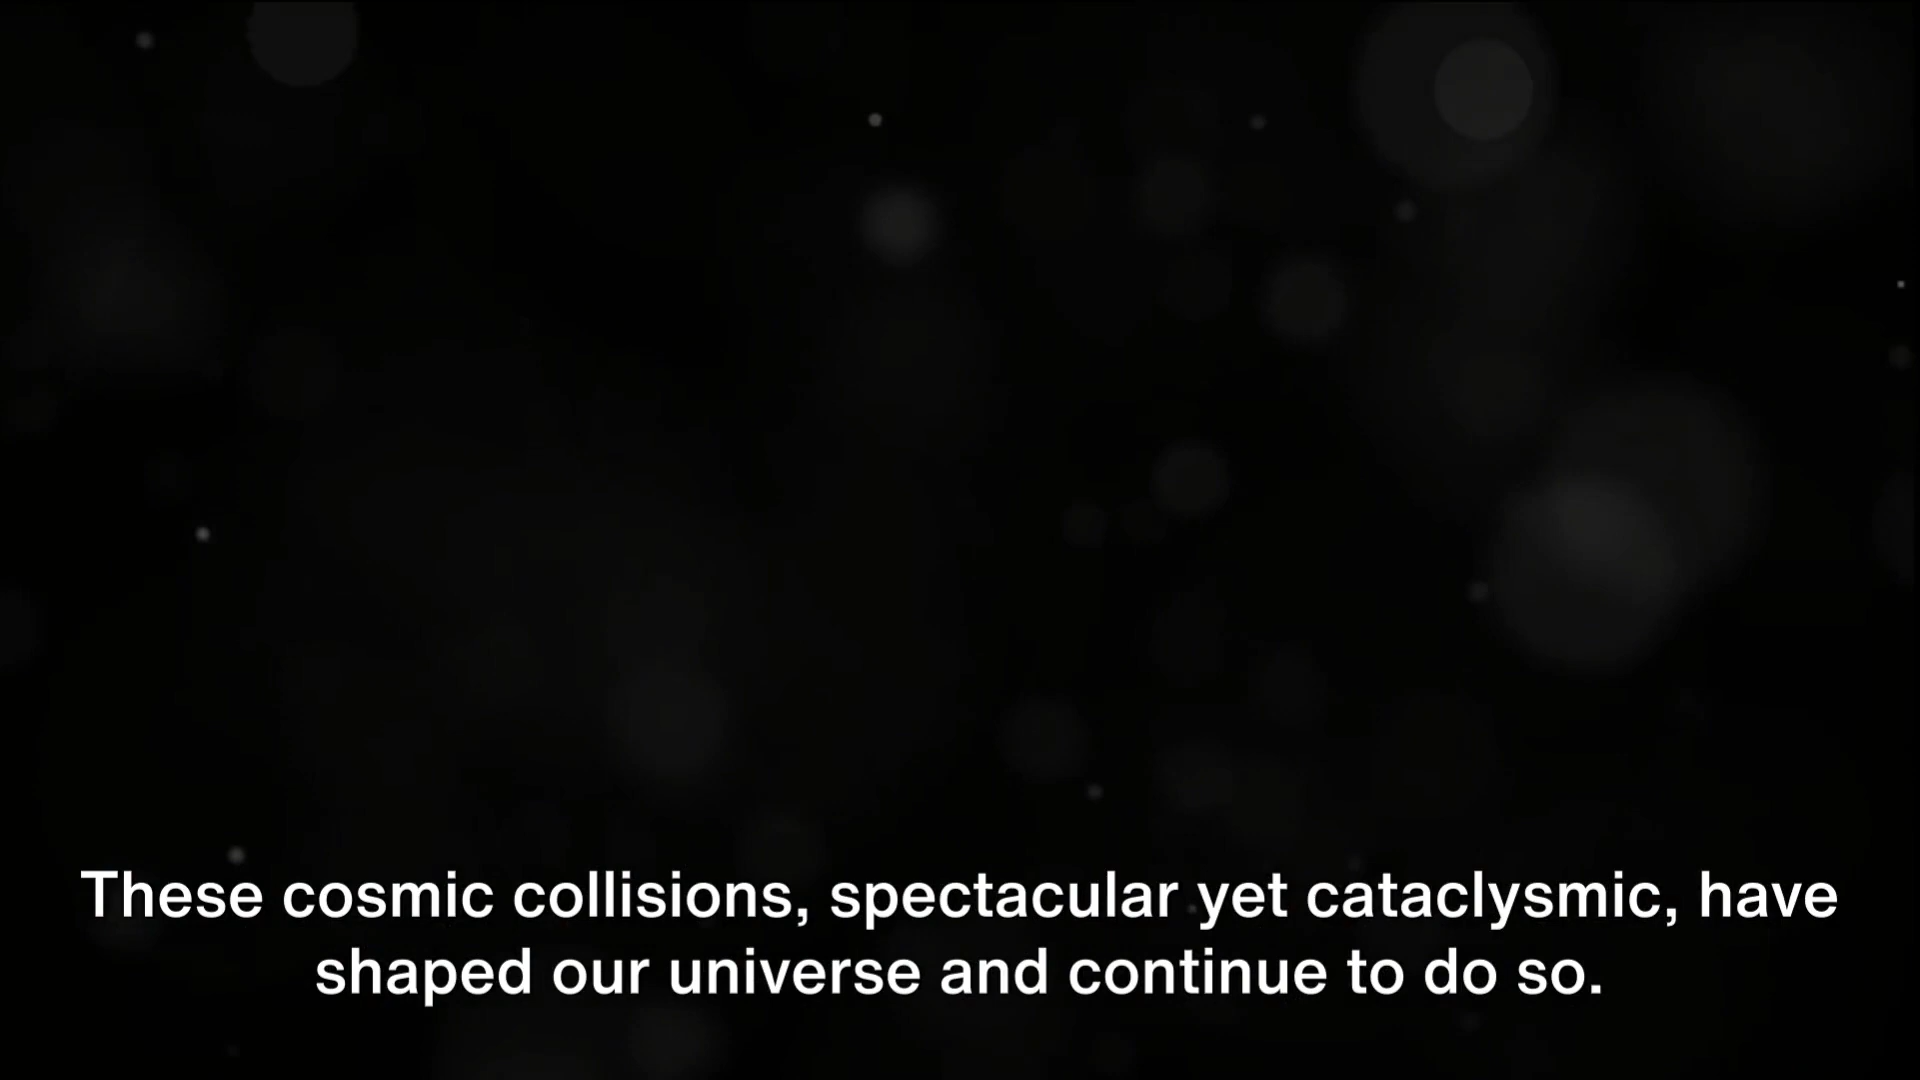 These cosmic collisions, spectacular yet cataclysmic, have
shaped our universe and continue to do so.